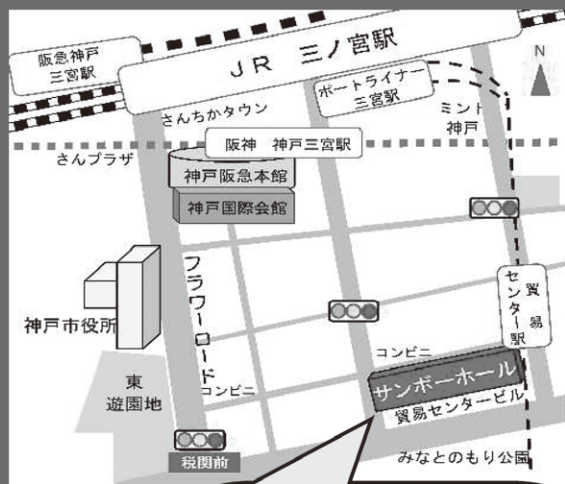 阪急神戸
三宮駅
JR 三ノ宮駅
N
ポートライナー
三宮駅
さんちかタウン
ミント
神戸
阪神 神戸三宮駅
さんプラザ
神戸阪急本館
神戸国際会館
フラワーロード
神戸市役所
貿易
センター駅
コンビニ
サンボーホール
東
遊園地
コンビニ
貿易センタービル
税関前
みなとのもり公園